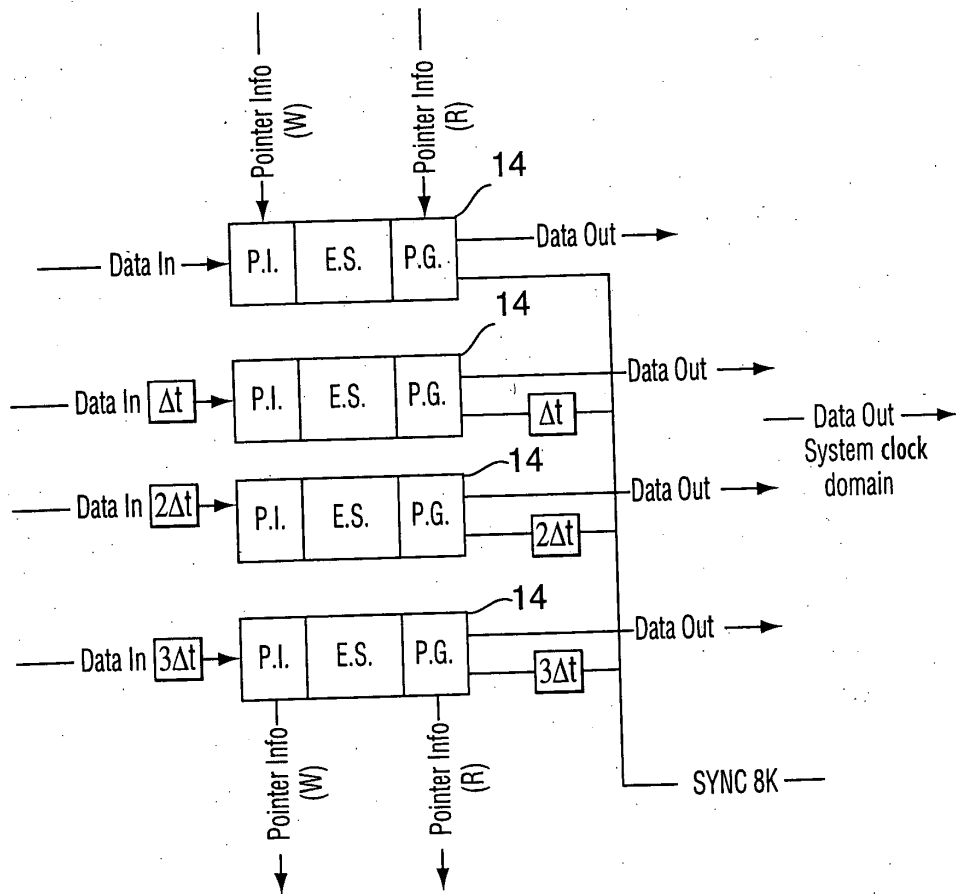 Pointer Info
(W)
Pointer Info
(R)
14
Data In
P.I.
E.S.
P.G.
Data Out
14
Data In
Δt
P.I.
E.S.
P.G.
Data Out
Δt
Data Out
System clock
domain
14
Data In
2Δt
P.I.
E.S.
P.G.
Data Out
2Δt
14
Data In
3Δt
P.I.
E.S.
P.G.
Data Out
3Δt
Pointer Info
(W)
Pointer Info
(R)
SYNC 8K